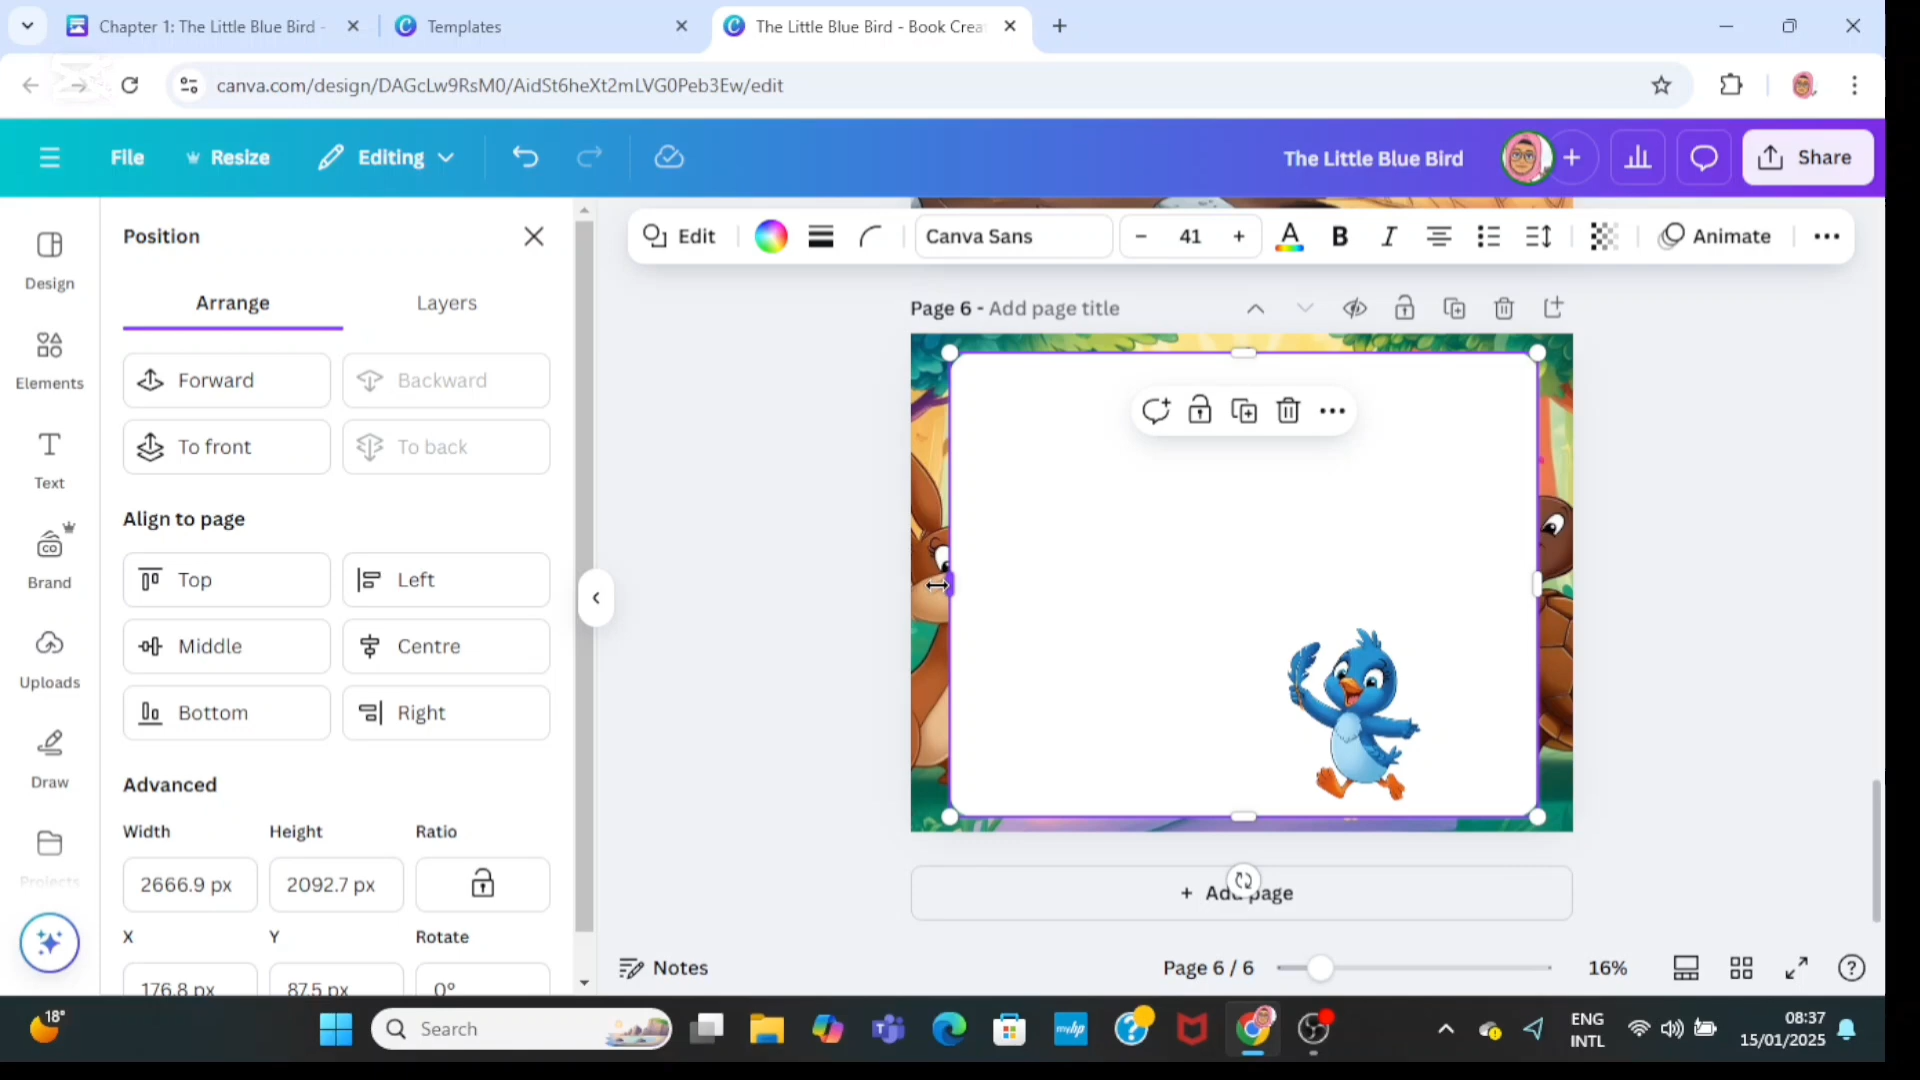 Chapter 1: The Little Blue Bird -
Templates
The Little Blue Bird - Book Crea
canva.com/design/DAGcLw9RsM0/AidSt6heXt2mLVG0Peb3Ew/edit
File
Resize
Editing
The Little Blue Bird
Share
Design
Elements
Text
Brand
Uploads
Draw
Projects
Position
Arrange
Layers
Forward
Backward
To front
To back
Align to page
Top
Left
Middle
Centre
Bottom
Right
Advanced
Width
Height
Ratio
2666.9 px
2092.7 px
X
Y
Rotate
176.8 px
87.5 px
0°
Edit
Canva Sans
41
Animate
Page 6 - Add page title
+ Add page
Notes
Page 6 / 6
16%
18°
Search
ENG
INTL
08:37
15/01/2025